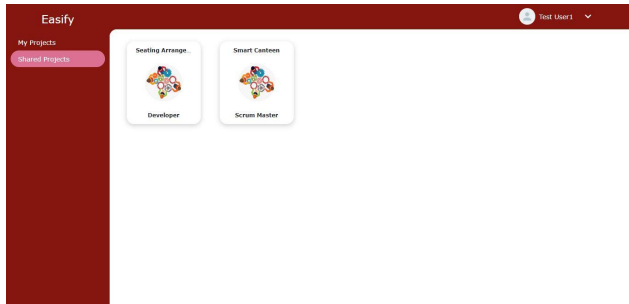 Easify
Test User1
My Projects
Shared Projects
Seating Arrange..
Smart Canteen
Developer
Scrum Master